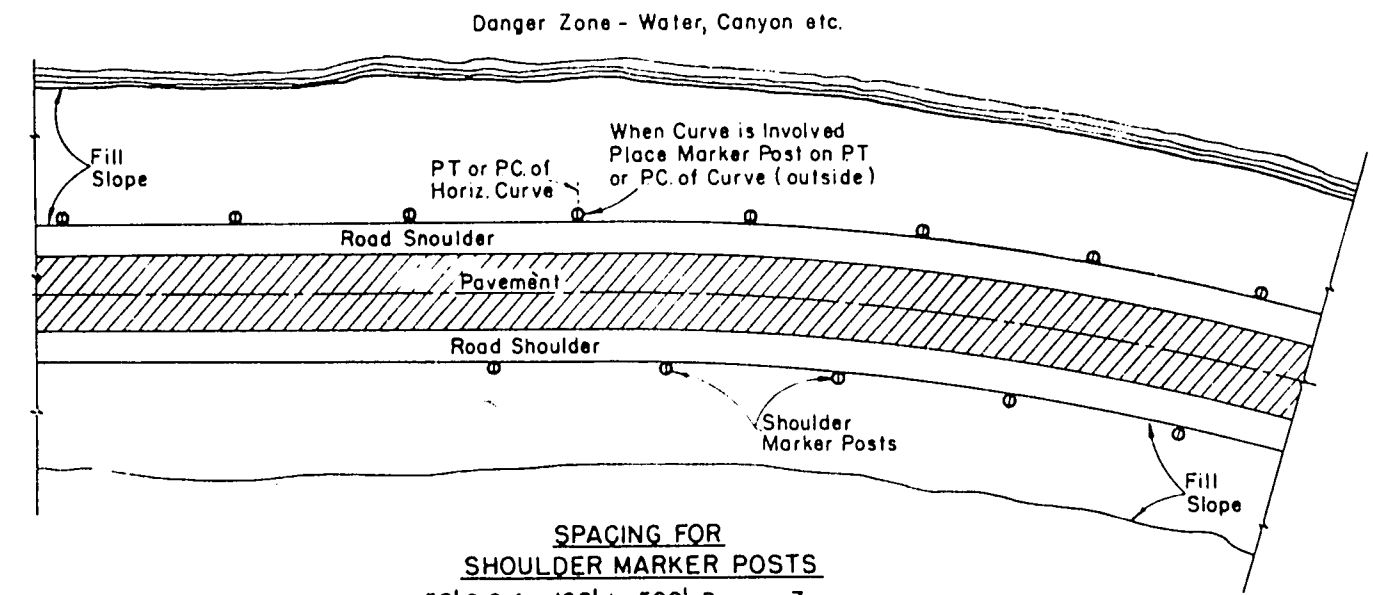 Danger Zone - Water, Canyon etc.
When Curve is Involved
Place Marker Post on PT
or PC. of Curve (outside)
PT or PC. of
Horiz. Curve
Fill
Slope
Road Snoulder
Pavement
Road Shoulder
Shoulder
Marker Posts
Fill
Slope
SPACING FOR
SHOULDER MARKER POSTS